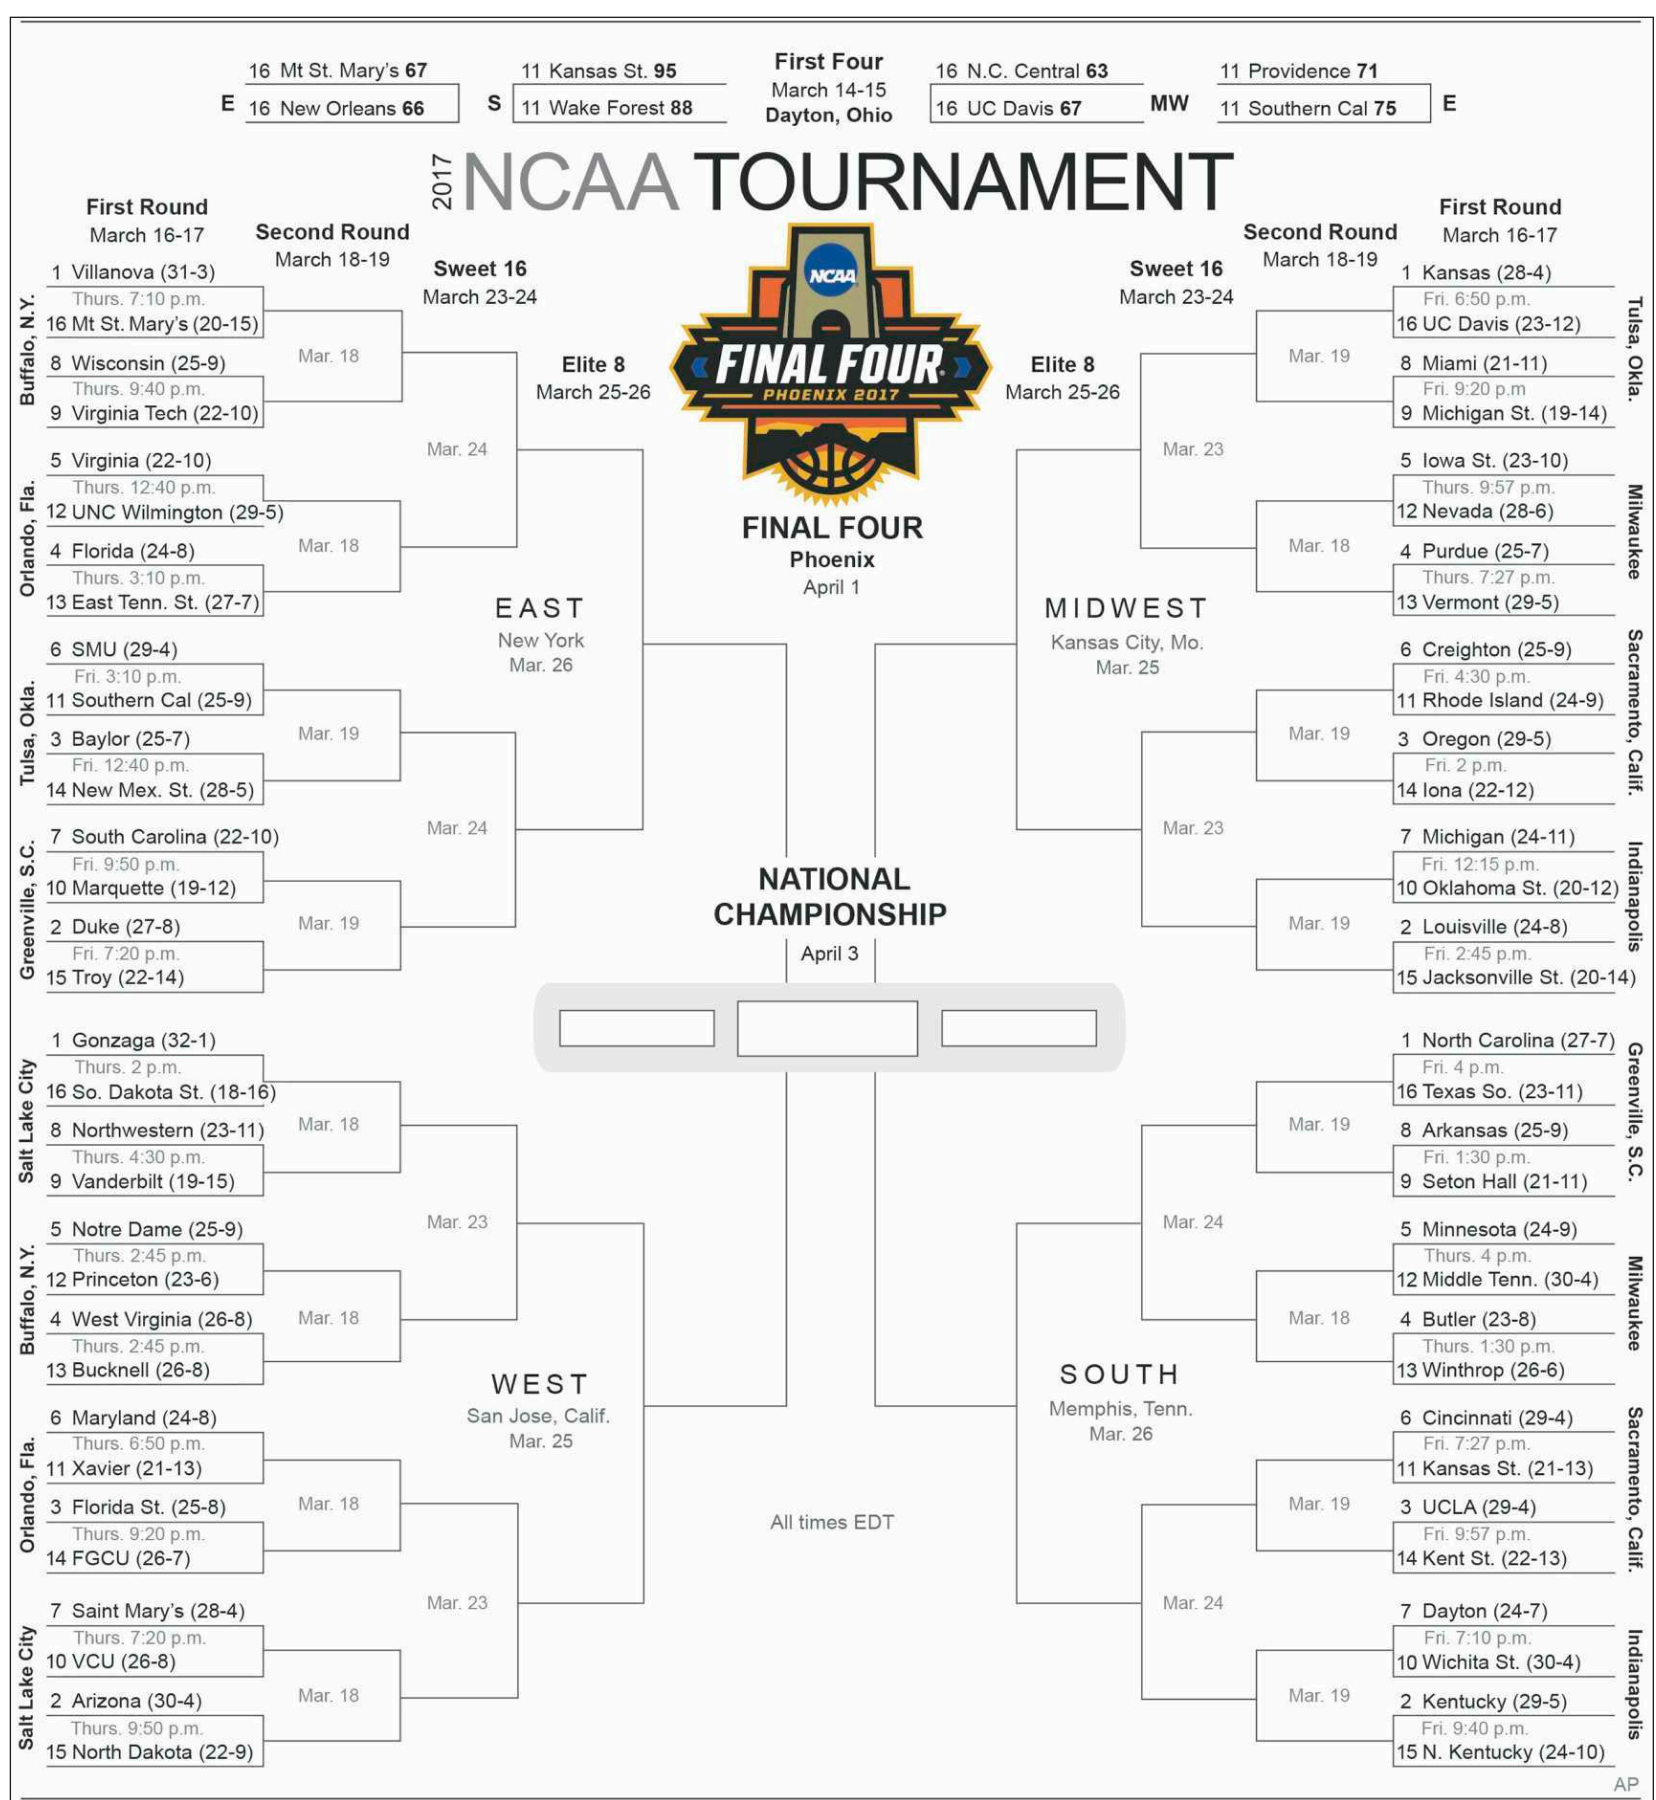 16 Mt St. Mary's 67
E 16 New Orleans 66
11 Kansas St. 95
S 11 Wake Forest 88
First Four
March 14-15
Dayton, Ohio
16 N.C. Central 63
16 UC Davis 67 MW
11 Providence 71
11 Southern Cal 75 E
2017 NCAA TOURNAMENT
First Round
March 16-17
Second Round
March 18-19
Sweet 16
March 23-24
Elite 8
March 25-26
NCAA
FINAL FOUR
PHOENIX 2017
FINAL FOUR
Phoenix
April 1
Elite 8
March 25-26
Sweet 16
March 23-24
Second Round
March 18-19
First Round
March 16-17
Buffalo, N.Y.
1 Villanova (31-3)
Thurs. 7:10 p.m.
16 Mt St. Mary's (20-15)
Mar. 18
8 Wisconsin (25-9)
Thurs. 9:40 p.m.
9 Virginia Tech (22-10)
Mar. 24
Orlando, Fla.
5 Virginia (22-10)
Thurs. 12:40 p.m.
12 UNC Wilmington (29-5)
Mar. 18
4 Florida (24-8)
Thurs. 3:10 p.m.
13 East Tenn. St. (27-7)
EAST
New York
Mar. 26
Tulsa, Okla.
6 SMU (29-4)
Fri. 3:10 p.m.
11 Southern Cal (25-9)
Mar. 19
3 Baylor (25-7)
Fri. 12:40 p.m.
14 New Mex. St. (28-5)
Mar. 24
Greenville, S.C.
7 South Carolina (22-10)
Fri. 9:50 p.m.
10 Marquette (19-12)
Mar. 19
2 Duke (27-8)
Fri. 7:20 p.m.
15 Troy (22-14)
Tulsa, Okla.
1 Kansas (28-4)
Fri. 6:50 p.m.
16 UC Davis (23-12)
Mar. 19
8 Miami (21-11)
Fri. 9:20 p.m
9 Michigan St. (19-14)
Mar. 23
Milwaukee
5 Iowa St. (23-10)
Thurs. 9:57 p.m.
12 Nevada (28-6)
Mar. 18
4 Purdue (25-7)
Thurs. 7:27 p.m.
13 Vermont (29-5)
MIDWEST
Kansas City, Mo.
Mar. 25
Sacramento, Calif.
6 Creighton (25-9)
Fri. 4:30 p.m.
11 Rhode Island (24-9)
Mar. 19
3 Oregon (29-5)
Fri. 2 p.m.
14 Iona (22-12)
Mar. 23
Indianapolis
7 Michigan (24-11)
Fri. 12:15 p.m.
10 Oklahoma St. (20-12)
Mar. 19
2 Louisville (24-8)
Fri. 2:45 p.m.
15 Jacksonville St. (20-14)
NATIONAL
CHAMPIONSHIP
April 3
Salt Lake City
1 Gonzaga (32-1)
Thurs. 2 p.m.
16 So. Dakota St. (18-16)
Mar. 18
8 Northwestern (23-11)
Thurs. 4:30 p.m.
9 Vanderbilt (19-15)
Mar. 23
Buffalo, N.Y.
5 Notre Dame (25-9)
Thurs. 2:45 p.m.
12 Princeton (23-6)
Mar. 18
4 West Virginia (26-8)
Thurs. 2:45 p.m.
13 Bucknell (26-8)
WEST
San Jose, Calif.
Mar. 25
Orlando, Fla.
6 Maryland (24-8)
Thurs. 6:50 p.m.
11 Xavier (21-13)
Mar. 18
3 Florida St. (25-8)
Thurs. 9:20 p.m.
14 FGCU (26-7)
Mar. 23
Salt Lake City
7 Saint Mary's (28-4)
Thurs. 7:20 p.m.
10 VCU (26-8)
Mar. 18
2 Arizona (30-4)
Thurs. 9:50 p.m.
15 North Dakota (22-9)
All times EDT
Greenville, S.C.
1 North Carolina (27-7)
Fri. 4 p.m.
16 Texas So. (23-11)
Mar. 19
8 Arkansas (25-9)
Fri. 1:30 p.m.
9 Seton Hall (21-11)
Mar. 24
Milwaukee
5 Minnesota (24-9)
Thurs. 4 p.m.
12 Middle Tenn. (30-4)
Mar. 18
4 Butler (23-8)
Thurs. 1:30 p.m.
13 Winthrop (26-6)
SOUTH
Memphis, Tenn.
Mar. 26
Sacramento, Calif.
6 Cincinnati (29-4)
Fri. 7:27 p.m.
11 Kansas St. (21-13)
Mar. 19
3 UCLA (29-4)
Fri. 9:57 p.m.
14 Kent St. (22-13)
Mar. 24
Indianapolis
7 Dayton (24-7)
Fri. 7:10 p.m.
10 Wichita St. (30-4)
Mar. 19
2 Kentucky (29-5)
Fri. 9:40 p.m.
15 N. Kentucky (24-10)
AP